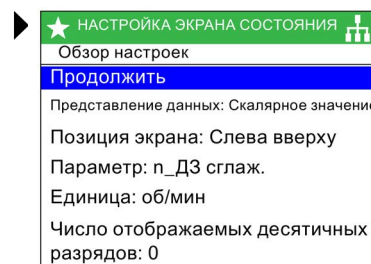 НАСТРОЙКА ЭКРАНА СОСТОЯНИЯ
Обзор настроек
Продолжить
Представление данных: Скалярное значение
Позиция экрана: Слева вверху
Параметр: n_ДЗ сглаж.
Единица: об/мин
Число отображаемых десятичных
разрядов: 0